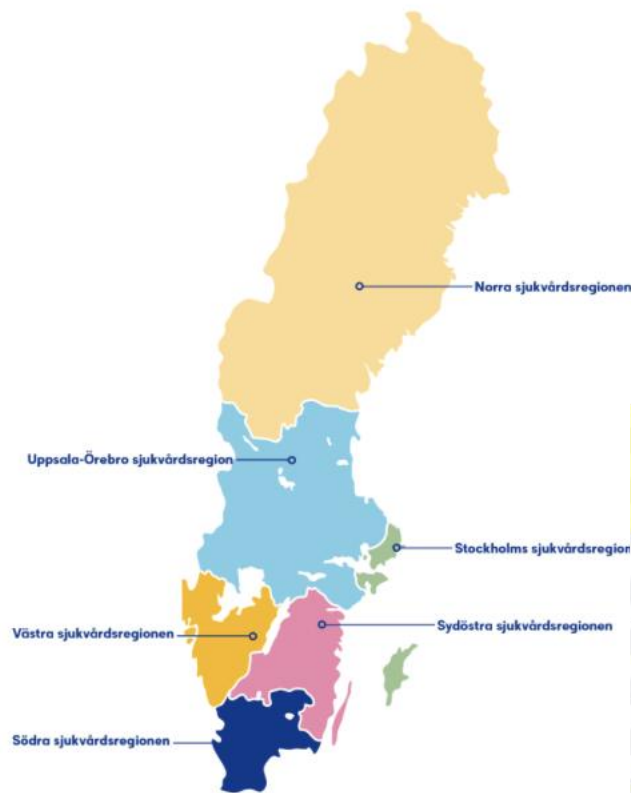 Norra sjukvårdsregionen
Uppsala-Örebro sjukvårdsregion
Stockholms sjukvårdsregion
Västra sjukvårdsregionen
Sydöstra sjukvårdsregionen
Södra sjukvårdsregionen